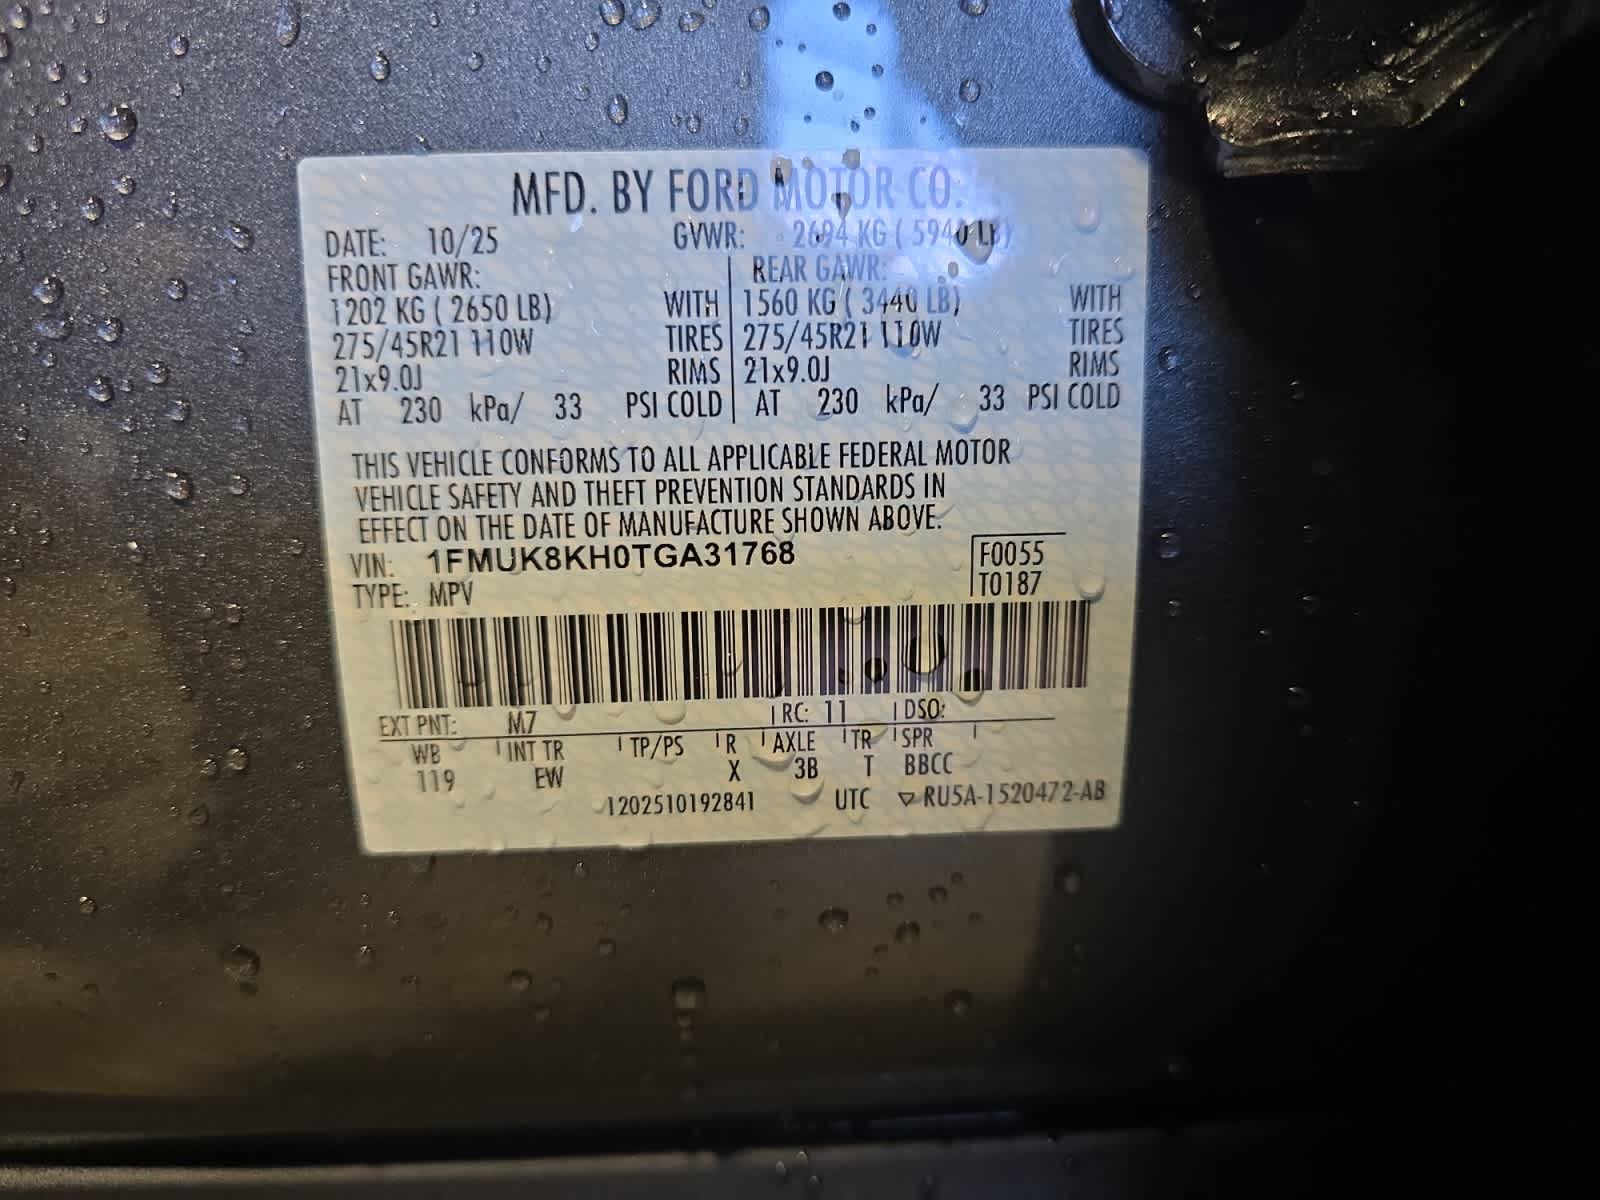 MFD. BY FORD MOTOR CO.
DATE: 10/25 GVWR: 2694 KG ( 5940 LB)
FRONT GAWR: REAR GAWR:
1202 KG ( 2650 LB) WITH 1560 KG ( 3440 LB) WITH
275/45R21 110W TIRES 275/45R21 110W TIRES
21x9.0J RIMS 21x9.0J RIMS
AT 230 kPa/ 33 PSI COLD AT 230 kPa/ 33 PSI COLD
THIS VEHICLE CONFORMS TO ALL APPLICABLE FEDERAL MOTOR
VEHICLE SAFETY AND THEFT PREVENTION STANDARDS IN
EFFECT ON THE DATE OF MANUFACTURE SHOWN ABOVE.
VIN: 1FMUK8KH0TGA31768 F0055
TYPE: MPV T0187
EXT PNT: M7 RC: 11 DSO:
WB INT TR TP/PS R AXLE TR SPR
119 EW X 3B T BBCC
1202510192841 UTC ▽ RU5A-1520472-AB